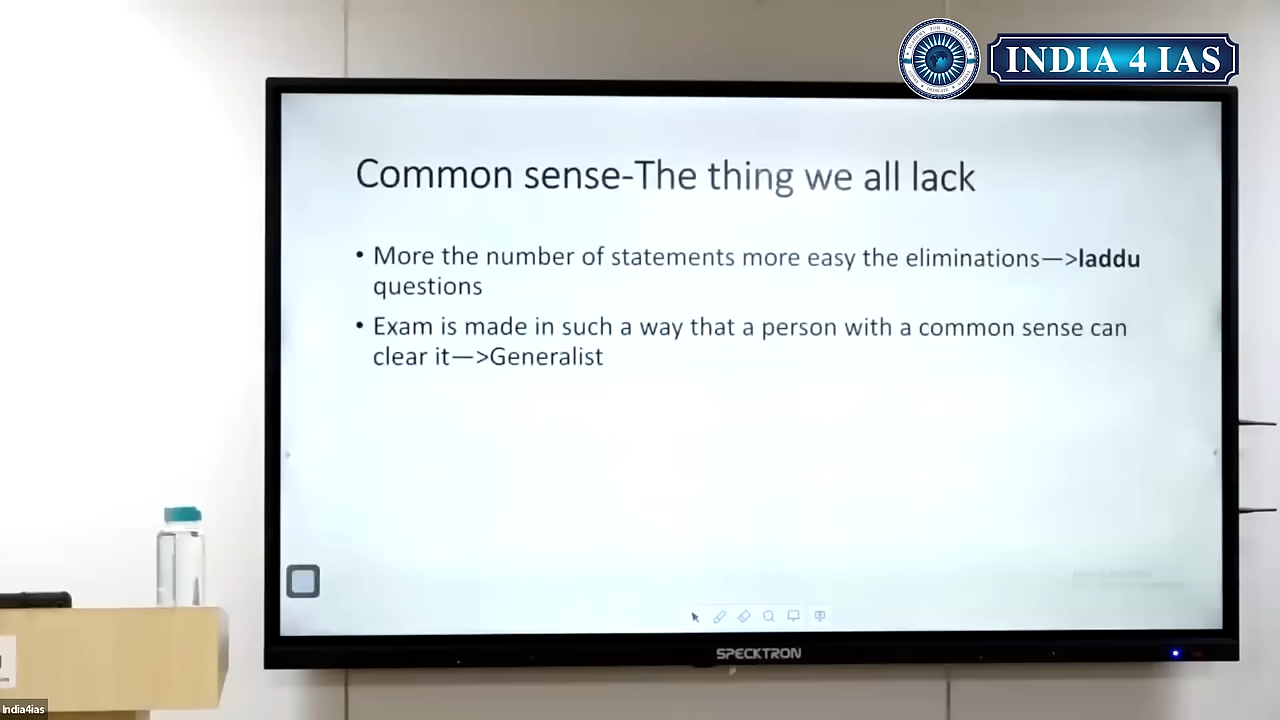 INDIA 4 IAS
Common sense-The thing we all lack
• More the number of statements more easy the eliminations—>laddu
questions
• Exam is made in such a way that a person with a common sense can
clear it—>Generalist
SPECKTRON
India4ias